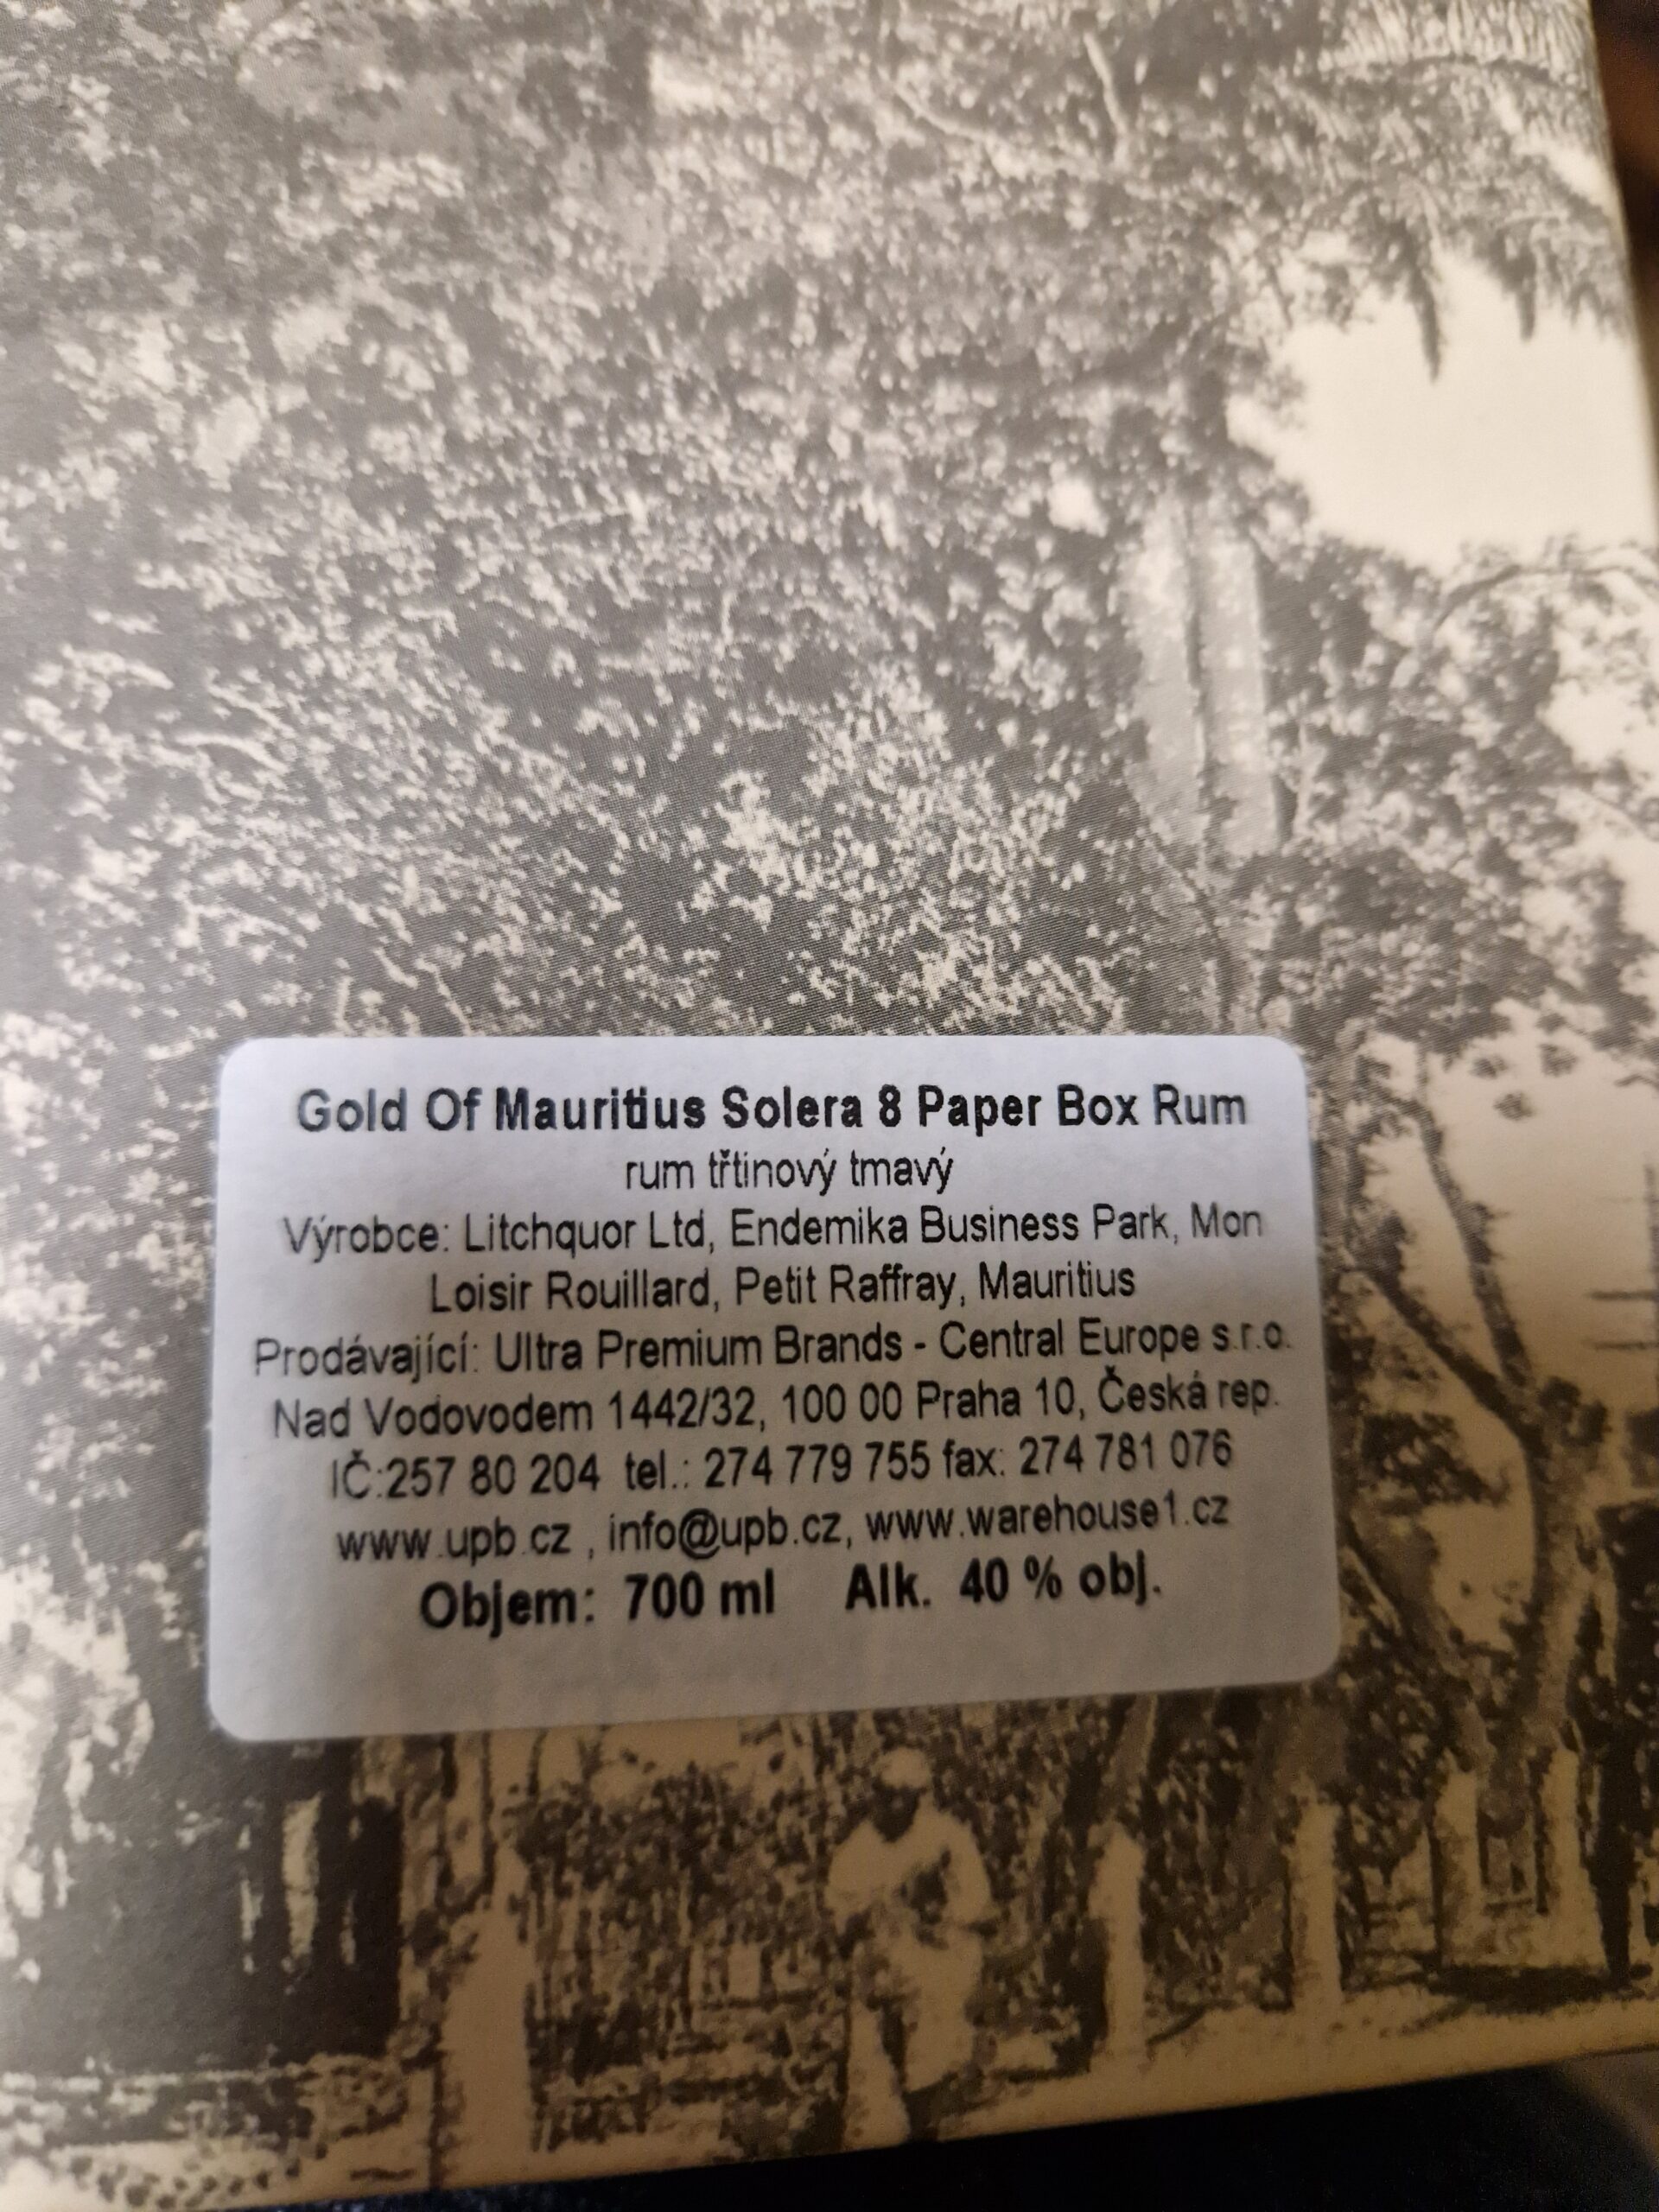 Gold Of Mauritius Solera 8 Paper Box Rum
rum třtinový tmavý
Výrobce: Litchquor Ltd, Endemika Business Park, Mon
Loisir Rouillard, Petit Raffray, Mauritius
Prodávající: Ultra Premium Brands - Central Europe s.r.o.
Nad Vodovodem 1442/32, 100 00 Praha 10, Česká rep.
IČ:257 80 204 tel.: 274 779 755 fax: 274 781 076
www.upb.cz , info@upb.cz, www.warehouse1.cz
Objem: 700 ml Alk. 40 % obj.